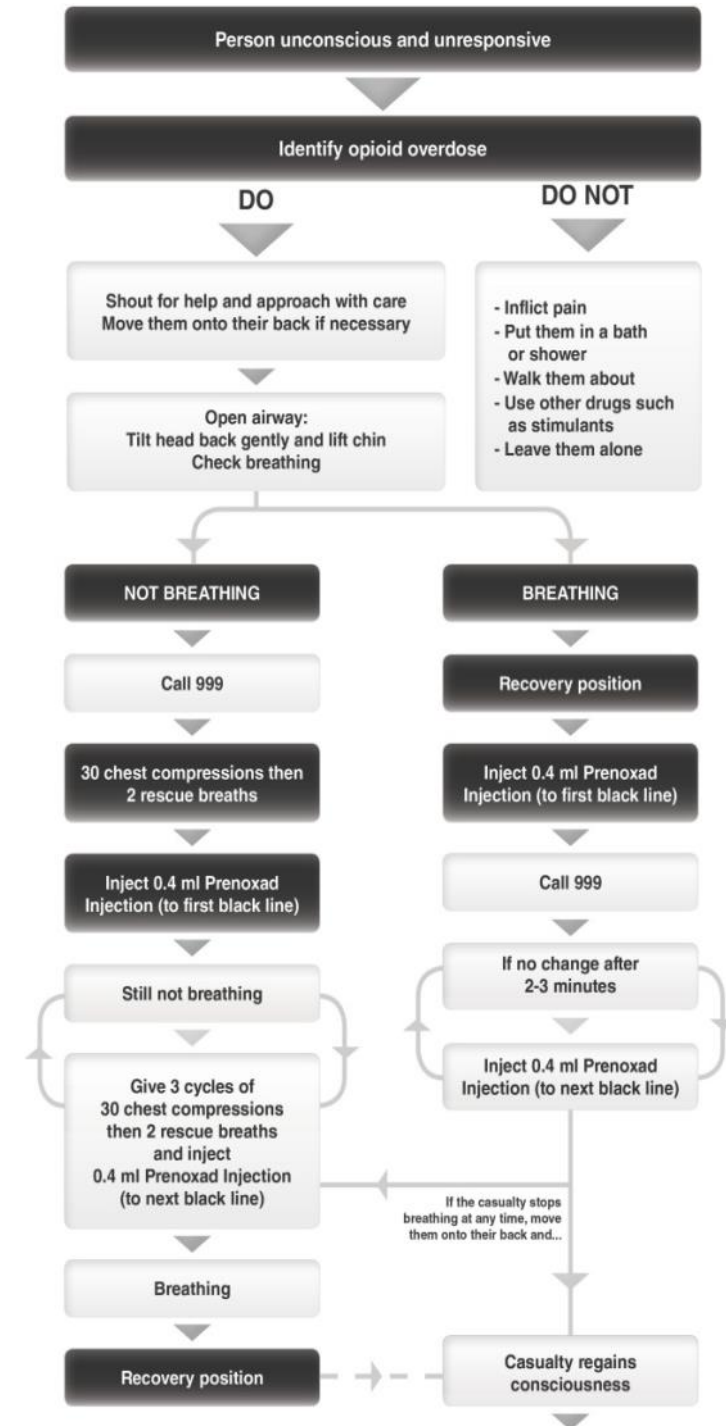 Person unconscious and unresponsive
Identify opioid overdose
DO
Shout for help and approach with care
Move them onto their back if necessary
Open airway:
Tilt head back gently and lift chin
Check breathing
DO NOT
- Inflict pain
- Put them in a bath
or shower
- Walk them about
- Use other drugs such
as stimulants
- Leave them alone
NOT BREATHING
Call 999
30 chest compressions then
2 rescue breaths
Inject 0.4 ml Prenoxad
Injection (to first black line)
Still not breathing
Give 3 cycles of
30 chest compressions
then 2 rescue breaths
and inject
0.4 ml Prenoxad Injection
(to next black line)
Breathing
Recovery position
BREATHING
Recovery position
Inject 0.4 ml Prenoxad
Injection (to first black line)
Call 999
If no change after
2-3 minutes
Inject 0.4 ml Prenoxad
Injection (to next black line)
If the casualty stops
breathing at any time, move
them onto their back and...
Casualty regains
consciousness